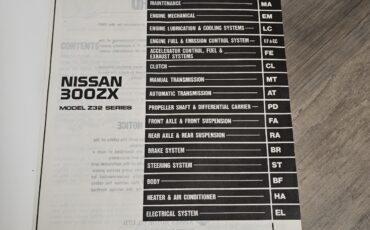 MAINTENANCE MA
ENGINE MECHANICAL EM
ENGINE LUBRICATION & COOLING SYSTEMS LC
ENGINE FUEL & EMISSION CONTROL SYSTEM EF & EC
ACCELERATOR CONTROL, FUEL &
EXHAUST SYSTEMS FE
CLUTCH CL
MANUAL TRANSMISSION MT
AUTOMATIC TRANSMISSION AT
PROPELLER SHAFT & DIFFERENTIAL CARRIER PD
FRONT AXLE & FRONT SUSPENSION FA
REAR AXLE & REAR SUSPENSION RA
BRAKE SYSTEM BR
STEERING SYSTEM ST
BODY BF
HEATER & AIR CONDITIONER HA
ELECTRICAL SYSTEM EL
NISSAN
300ZX
MODEL Z32 SERIES